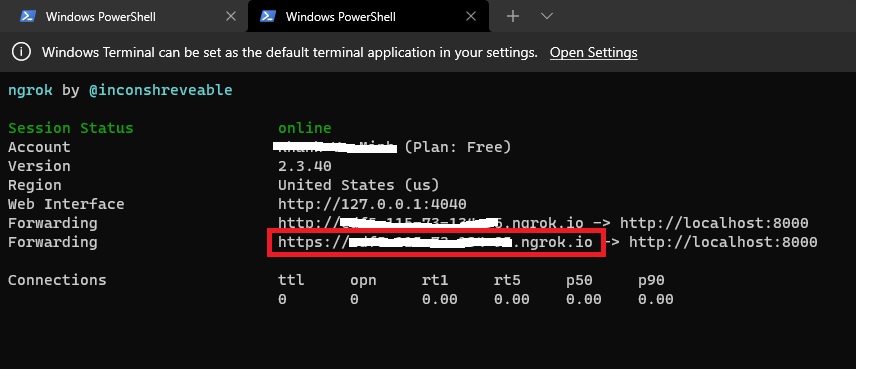 Windows PowerShell Windows PowerShell
Windows Terminal can be set as the default terminal application in your settings. Open Settings
ngrok by @inconshreveable
Session Status online
Account (Plan: Free)
Version 2.3.40
Region United States (us)
Web Interface http://127.0.0.1:4040
Forwarding http:// .ngrok.io -> http://localhost:8000
Forwarding https:// .ngrok.io -> http://localhost:8000
Connections ttl opn rt1 rt5 p50 p90
0 0 0.00 0.00 0.00 0.00